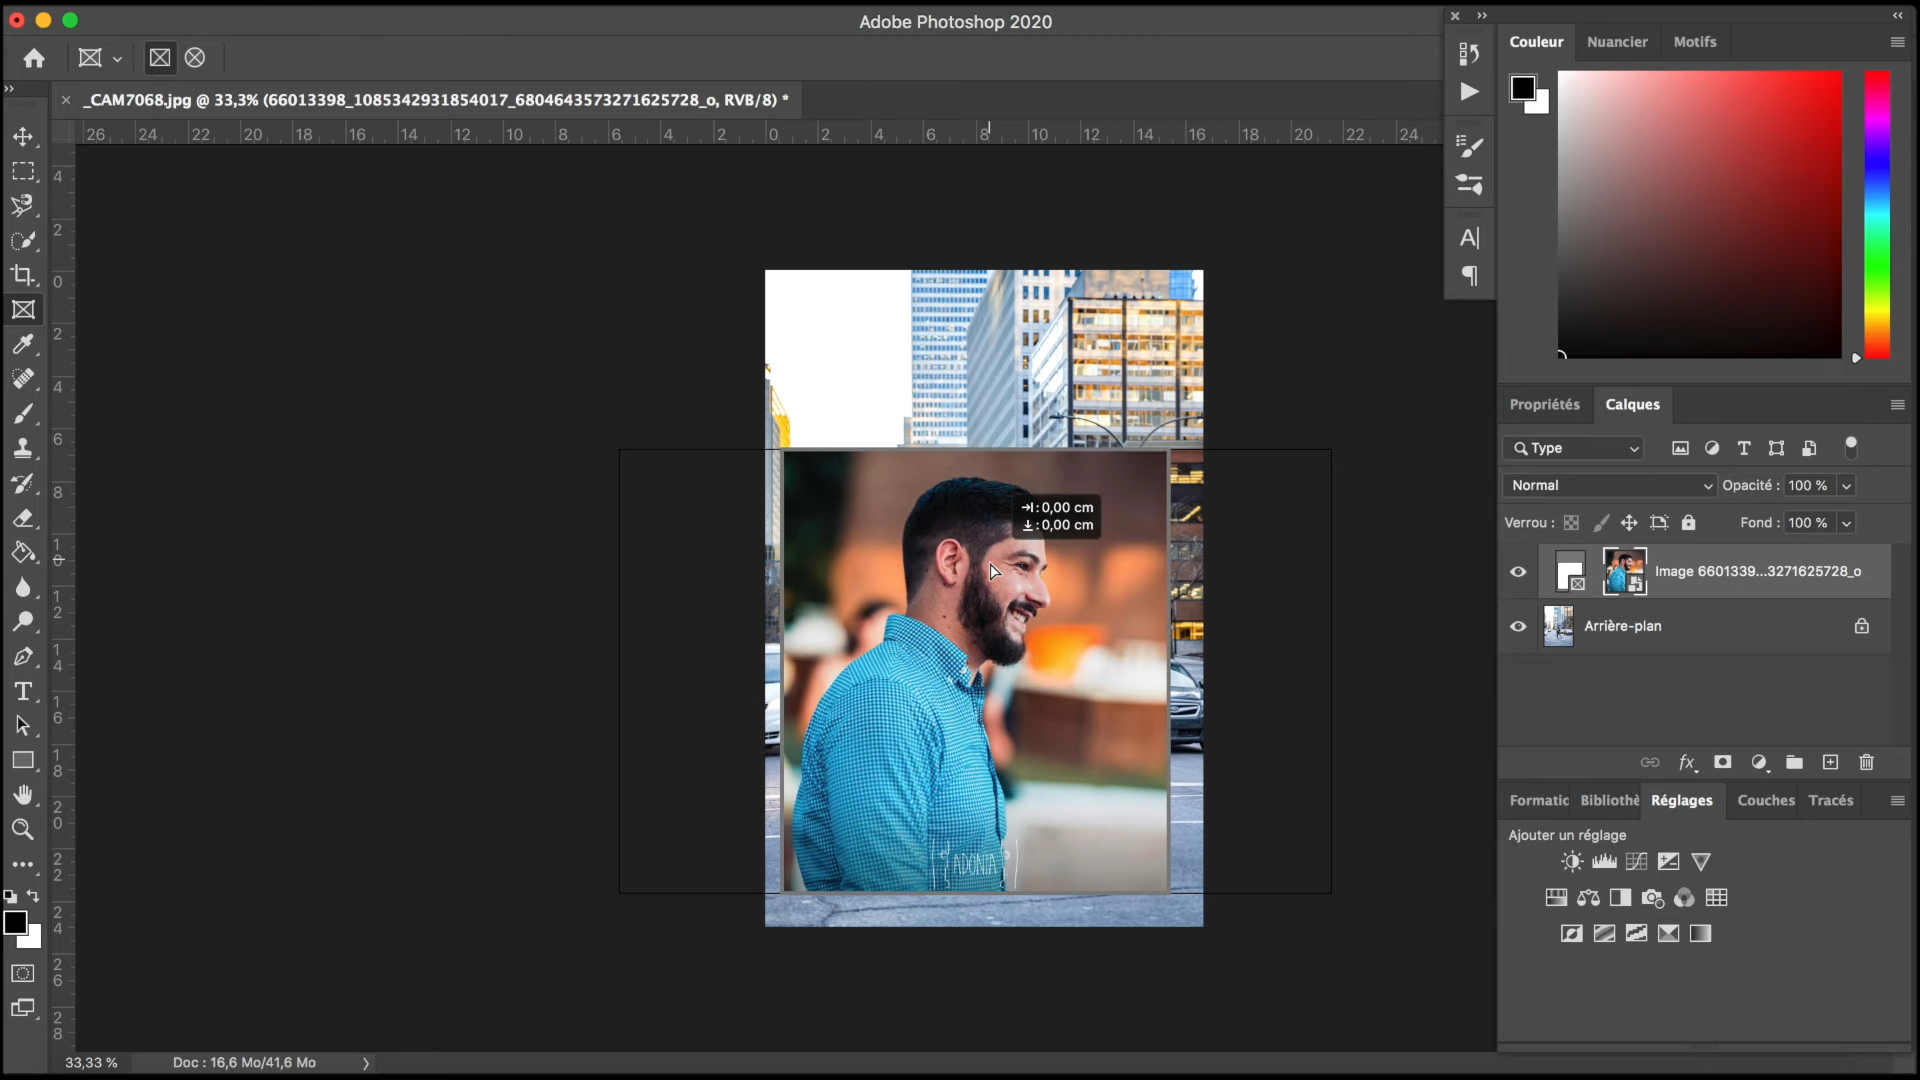 Adobe Photoshop 2020
_CAM7068.jpg @ 33,3% (66013398_1085342931854017_6804643573271625728_o, RVB/8) *
26 24 22 20 18 16 14 12 10 8 6 4 2 0 2 4 6 8 10 12 14 16 18 20 22 24
4
2
0
2
4
6
8
1 0
1 2
1 4
1 6
1 8
2 0
2 2
2 4
2 6
2 8
:0,00 cm
:0,00 cm
{ADONIA}
33,33 %
Doc : 16,6 Mo/41,6 Mo
Couleur
Nuancier
Motifs
Propriétés
Calques
Type
Normal
Opacité : 100 %
Verrou :
Fond : 100 %
Image 6601339...3271625728_o
Arrière-plan
fx
Formatic
Bibliothè
Réglages
Couches
Tracés
Ajouter un réglage